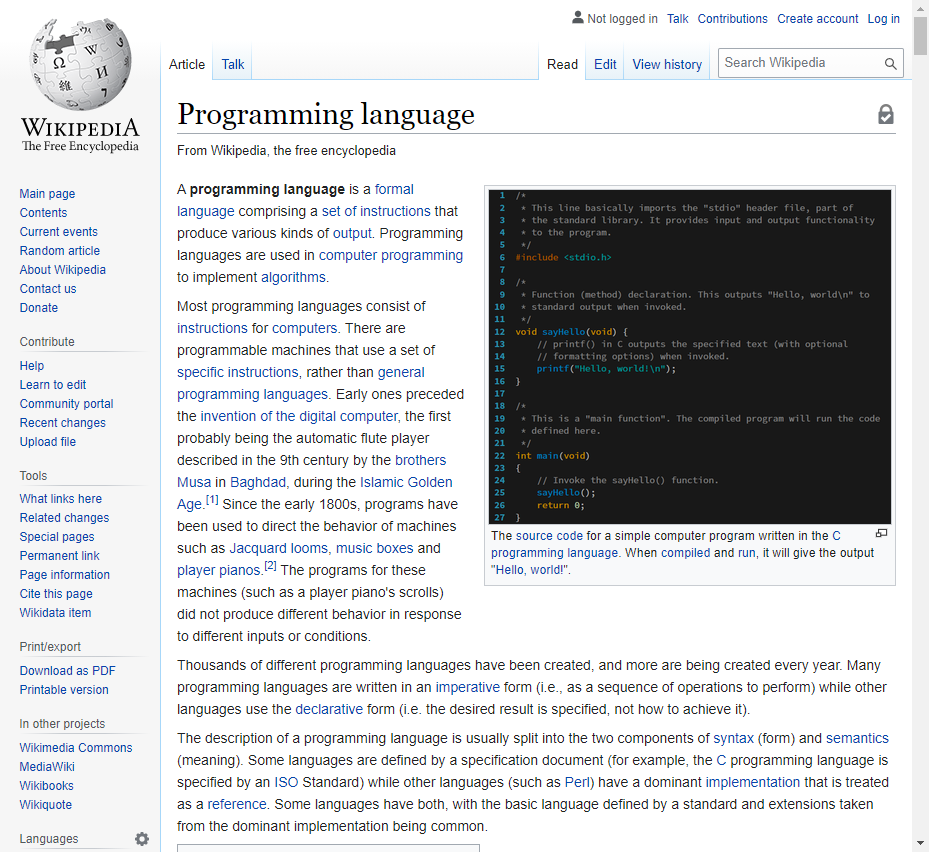 Not logged in Talk Contributions Create account Log in
Article Talk Read Edit View history Search Wikipedia
WIKIPEDIA
The Free Encyclopedia
Main page
Contents
Current events
Random article
About Wikipedia
Contact us
Donate
Contribute
Help
Learn to edit
Community portal
Recent changes
Upload file
Tools
What links here
Related changes
Special pages
Permanent link
Page information
Cite this page
Wikidata item
Print/export
Download as PDF
Printable version
In other projects
Wikimedia Commons
MediaWiki
Wikibooks
Wikiquote
Languages
Programming language
From Wikipedia, the free encyclopedia
A programming language is a formal
language comprising a set of instructions that
produce various kinds of output. Programming
languages are used in computer programming
to implement algorithms.
Most programming languages consist of
instructions for computers. There are
programmable machines that use a set of
specific instructions, rather than general
programming languages. Early ones preceded
the invention of the digital computer, the first
probably being the automatic flute player
described in the 9th century by the brothers
Musa in Baghdad, during the Islamic Golden
Age.[1] Since the early 1800s, programs have
been used to direct the behavior of machines
such as Jacquard looms, music boxes and
player pianos.[2] The programs for these
machines (such as a player piano's scrolls)
did not produce different behavior in response
to different inputs or conditions.
1 /*
2  * This line basically imports the "stdio" header file, part of
3  * the standard library. It provides input and output functionality
4  * to the program.
5  */
6 #include <stdio.h>
7
8 /*
9  * Function (method) declaration. This outputs "Hello, world\n" to
10  * standard output when invoked.
11  */
12 void sayHello(void) {
13     // printf() in C outputs the specified text (with optional
14     // formatting options) when invoked.
15     printf("Hello, world!\n");
16 }
17
18 /*
19  * This is a "main function". The compiled program will run the code
20  * defined here.
21  */
22 int main(void)
23 {
24     // Invoke the sayHello() function.
25     sayHello();
26     return 0;
27 }
The source code for a simple computer program written in the C
programming language. When compiled and run, it will give the output
"Hello, world!".
Thousands of different programming languages have been created, and more are being created every year. Many
programming languages are written in an imperative form (i.e., as a sequence of operations to perform) while other
languages use the declarative form (i.e. the desired result is specified, not how to achieve it).
The description of a programming language is usually split into the two components of syntax (form) and semantics
(meaning). Some languages are defined by a specification document (for example, the C programming language is
specified by an ISO Standard) while other languages (such as Perl) have a dominant implementation that is treated
as a reference. Some languages have both, with the basic language defined by a standard and extensions taken
from the dominant implementation being common.